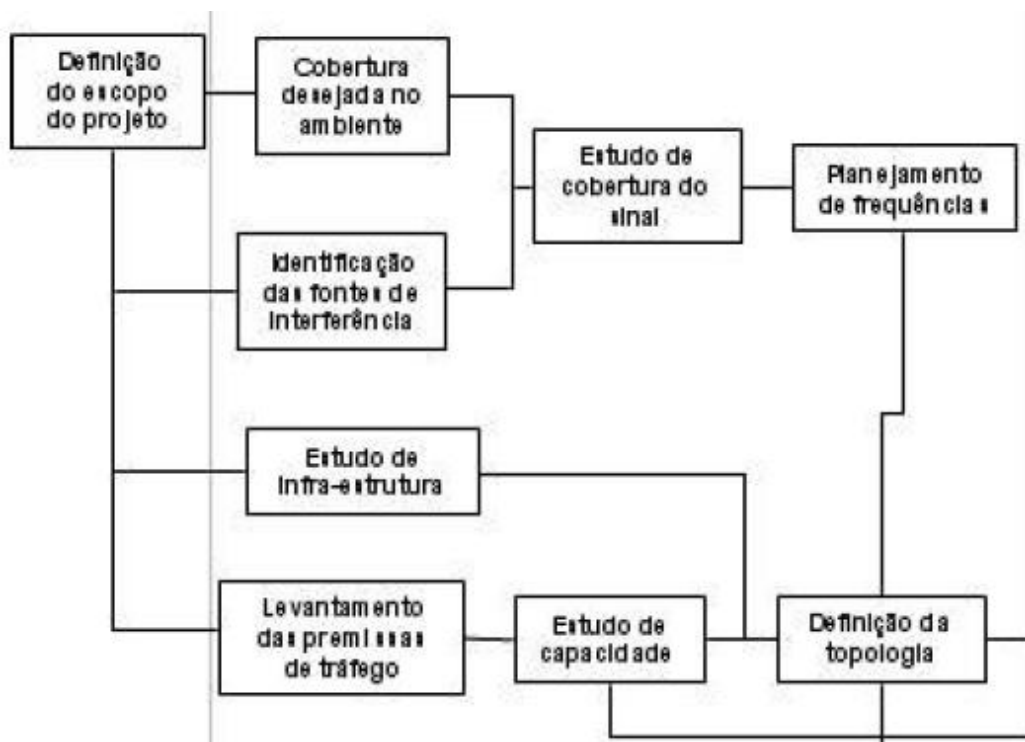 Definição
do escopo
do projeto
Cobertura
desejada no
ambiente
Estudo de
cobertura do
sinal
Planejamento
de frequências
Identificação
das fontes de
interferência
Estudo de
infra-estrutura
Levantamento
das premissas
de tráfego
Estudo de
capacidade
Definição da
topologia